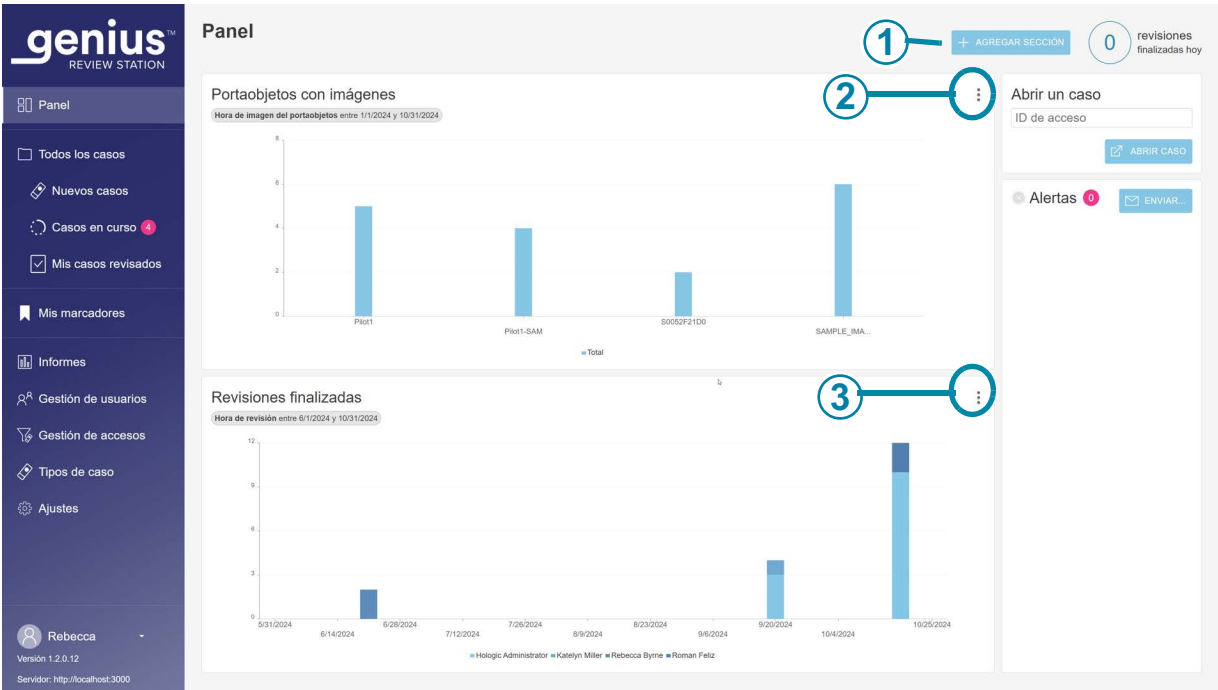 genius™
REVIEW STATION
Panel
Todos los casos
Nuevos casos
Casos en curso 4
Mis casos revisados
Mis marcadores
Informes
Gestión de usuarios
Gestión de accesos
Tipos de caso
Ajustes
Rebecca
Versión 1.2.0.12
Servidor: http://localhost:3000
Panel
1
+ AGREGAR SECCIÓN
0
revisiones
finalizadas hoy
Portaobjetos con imágenes
2
Hora de imagen del portaobjetos entre 1/1/2024 y 10/31/2024
8
6
4
2
0
Pilot1
Pilot1-SAM
S0052F21D0
SAMPLE_IMA...
Total
Revisiones finalizadas
3
Hora de revisión entre 6/1/2024 y 10/31/2024
12
9
6
3
0
5/31/2024
6/14/2024
6/28/2024
7/12/2024
7/26/2024
8/9/2024
8/23/2024
9/6/2024
9/20/2024
10/4/2024
10/25/2024
Hologic Administrator Katelyn Miller Rebecca Byrne Roman Feliz
Abrir un caso
ID de acceso
ABRIR CASO
Alertas 0
ENVIAR...